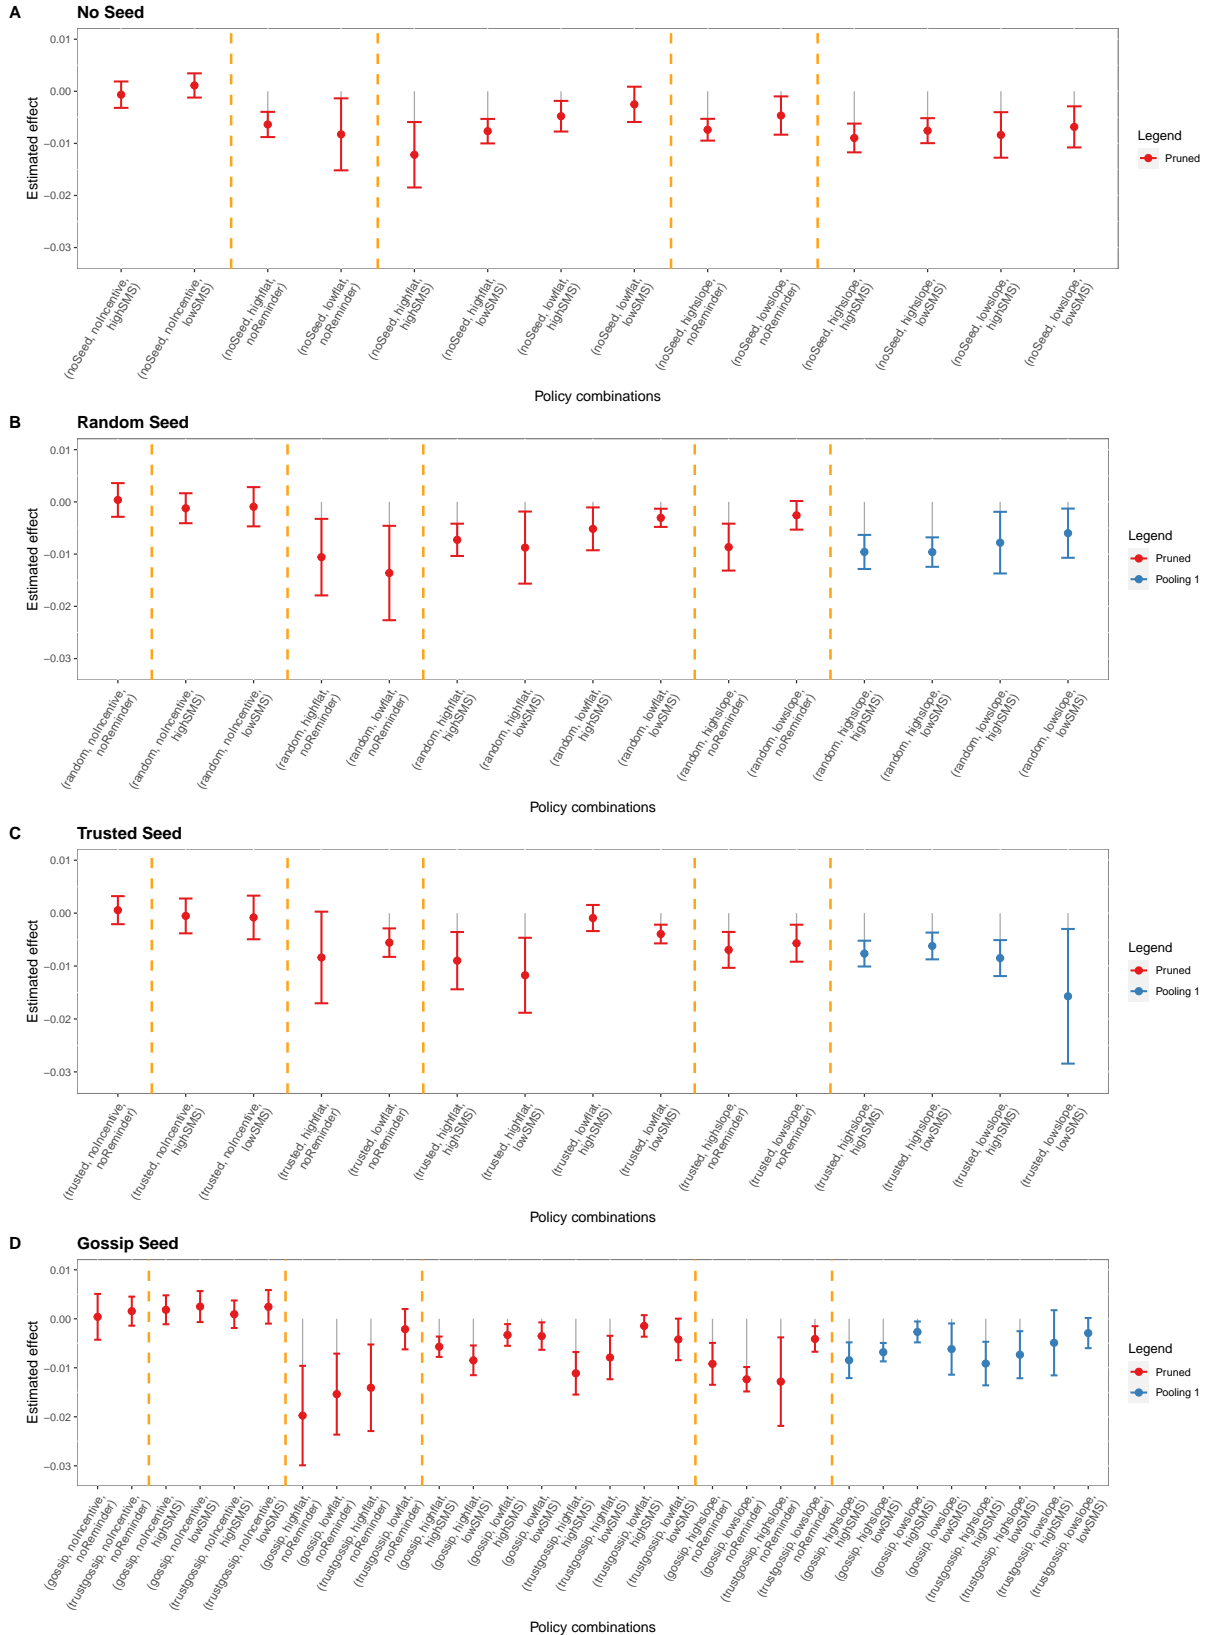 A No Seed
0.01
0.00
−0.01
−0.02
−0.03
Estimated effect
(noSeed, noIncentive,
highSMS)
(noSeed, noIncentive,
lowSMS)
(noSeed, highflat,
noReminder)
(noSeed, lowflat,
noReminder)
(noSeed, highflat,
highSMS)
(noSeed, highflat,
lowSMS)
(noSeed, lowflat,
highSMS)
(noSeed, lowflat,
lowSMS)
(noSeed, highslope,
noReminder)
(noSeed, lowslope,
noReminder)
(noSeed, highslope,
highSMS)
(noSeed, highslope,
lowSMS)
(noSeed, lowslope,
highSMS)
(noSeed, lowslope,
lowSMS)
Policy combinations
Legend
Pruned
B Random Seed
0.01
0.00
−0.01
−0.02
−0.03
Estimated effect
(random, noIncentive,
noReminder)
(random, noIncentive,
highSMS)
(random, noIncentive,
lowSMS)
(random, highflat,
noReminder)
(random, lowflat,
noReminder)
(random, highflat,
highSMS)
(random, highflat,
lowSMS)
(random, lowflat,
highSMS)
(random, lowflat,
lowSMS)
(random, highslope,
noReminder)
(random, lowslope,
noReminder)
(random, highslope,
highSMS)
(random, highslope,
lowSMS)
(random, lowslope,
highSMS)
(random, lowslope,
lowSMS)
Policy combinations
Legend
Pruned
Pooling 1
C Trusted Seed
0.01
0.00
−0.01
−0.02
−0.03
Estimated effect
(trusted, noIncentive,
noReminder)
(trusted, noIncentive,
highSMS)
(trusted, noIncentive,
lowSMS)
(trusted, highflat,
noReminder)
(trusted, lowflat,
noReminder)
(trusted, highflat,
highSMS)
(trusted, highflat,
lowSMS)
(trusted, lowflat,
highSMS)
(trusted, lowflat,
lowSMS)
(trusted, highslope,
noReminder)
(trusted, lowslope,
noReminder)
(trusted, highslope,
highSMS)
(trusted, highslope,
lowSMS)
(trusted, lowslope,
highSMS)
(trusted, lowslope,
lowSMS)
Policy combinations
Legend
Pruned
Pooling 1
D Gossip Seed
0.01
0.00
−0.01
−0.02
−0.03
Estimated effect
(gossip, noIncentive,
noReminder)
(trustgossip, noIncentive,
noReminder)
(gossip, noIncentive,
highSMS)
(gossip, noIncentive,
lowSMS)
(trustgossip, noIncentive,
highSMS)
(trustgossip, noIncentive,
lowSMS)
(gossip, highflat,
noReminder)
(gossip, lowflat,
noReminder)
(trustgossip, highflat,
noReminder)
(trustgossip, lowflat,
noReminder)
(gossip, highflat,
highSMS)
(gossip, highflat,
lowSMS)
(gossip, lowflat,
highSMS)
(gossip, lowflat,
lowSMS)
(trustgossip, highflat,
highSMS)
(trustgossip, highflat,
lowSMS)
(trustgossip, lowflat,
highSMS)
(trustgossip, lowflat,
lowSMS)
(gossip, highslope,
noReminder)
(gossip, lowslope,
noReminder)
(trustgossip, highslope,
noReminder)
(trustgossip, lowslope,
noReminder)
(gossip, highslope,
highSMS)
(gossip, highslope,
lowSMS)
(gossip, lowslope,
highSMS)
(gossip, lowslope,
lowSMS)
(trustgossip, highslope,
highSMS)
(trustgossip, highslope,
lowSMS)
(trustgossip, lowslope,
highSMS)
(trustgossip, lowslope,
lowSMS)
Policy combinations
Legend
Pruned
Pooling 1